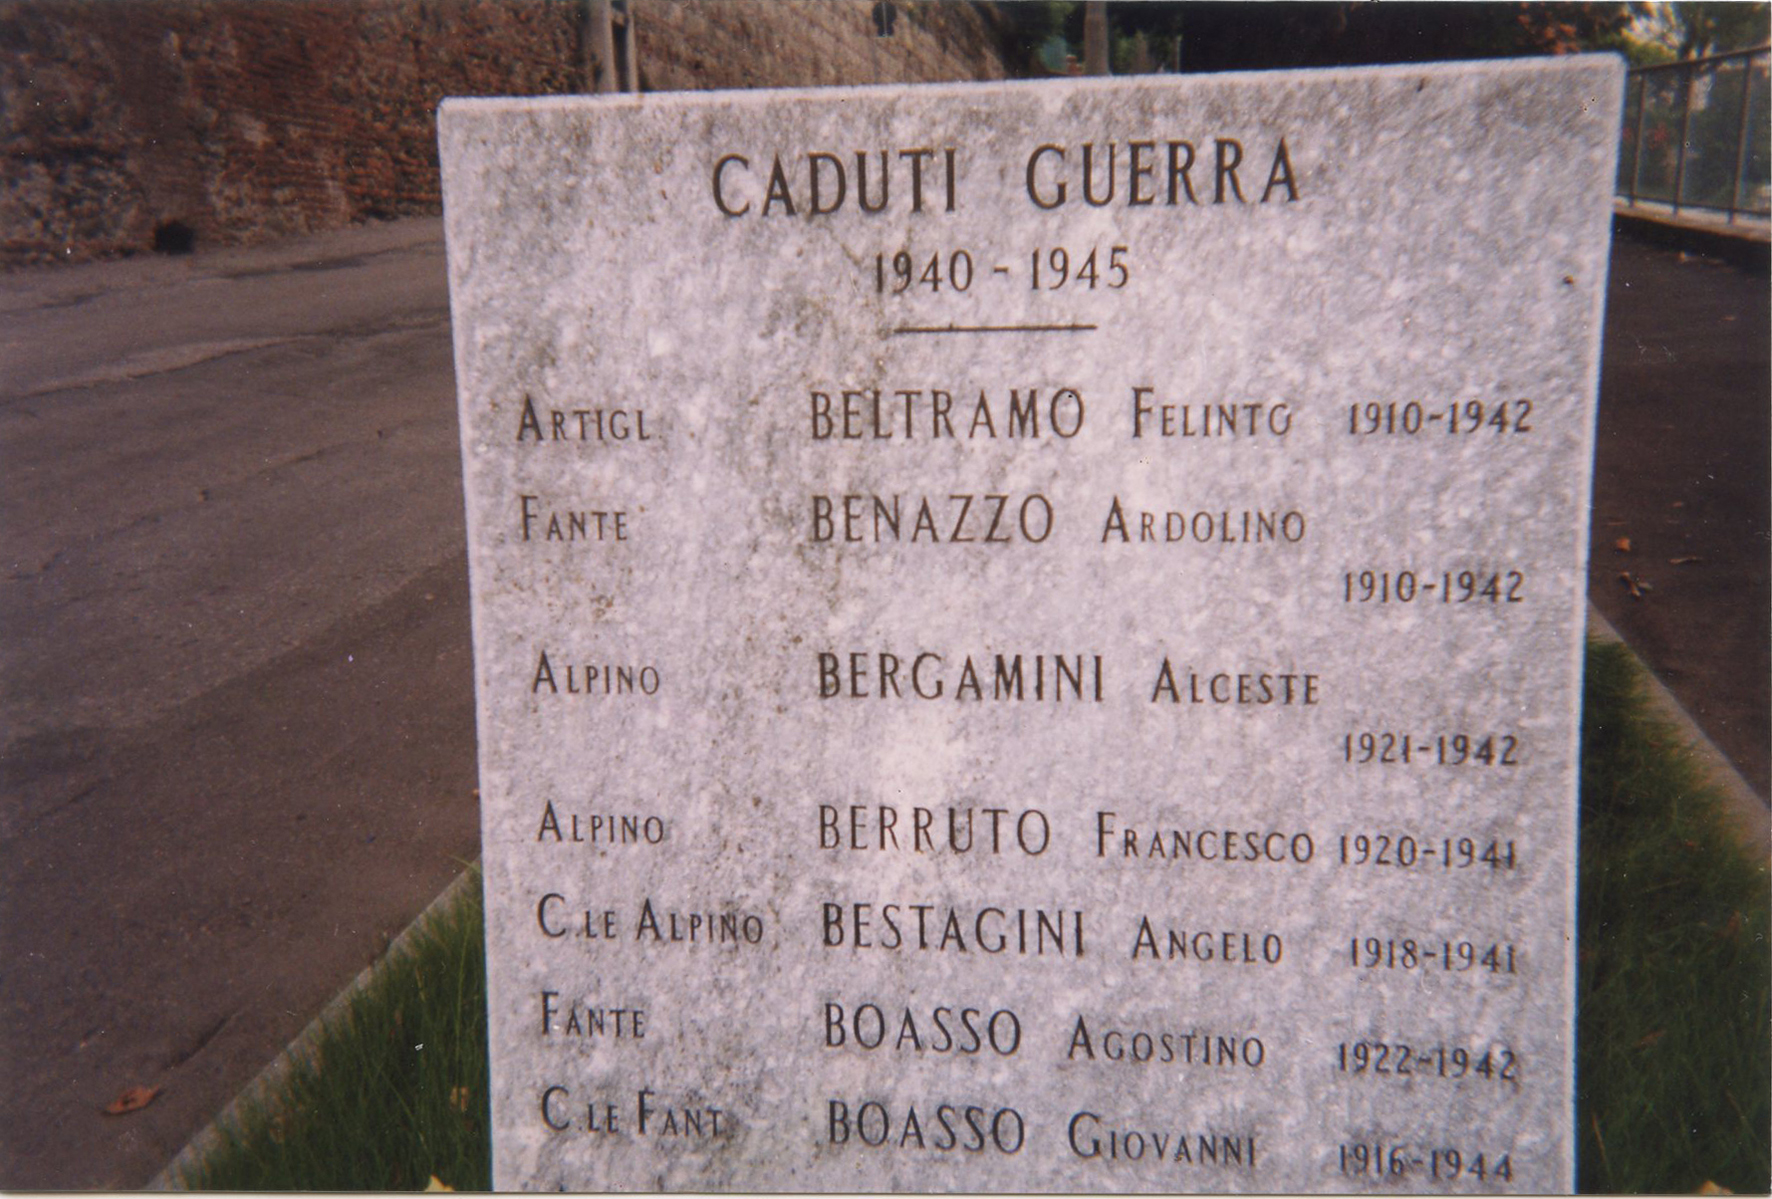 CADUTI GUERRA
1940 - 1945
ARTIGL. BELTRAMO FELINTO 1910-1942
FANTE BENAZZO ARDOLINO
1910-1942
ALPINO BERGAMINI ALCESTE
1921-1942
ALPINO BERRUTO FRANCESCO 1920-1941
C.LE ALPINO BESTAGINI ANGELO 1918-1941
FANTE BOASSO AGOSTINO 1922-1942
C.LE FANT. BOASSO GIOVANNI 1916-1944